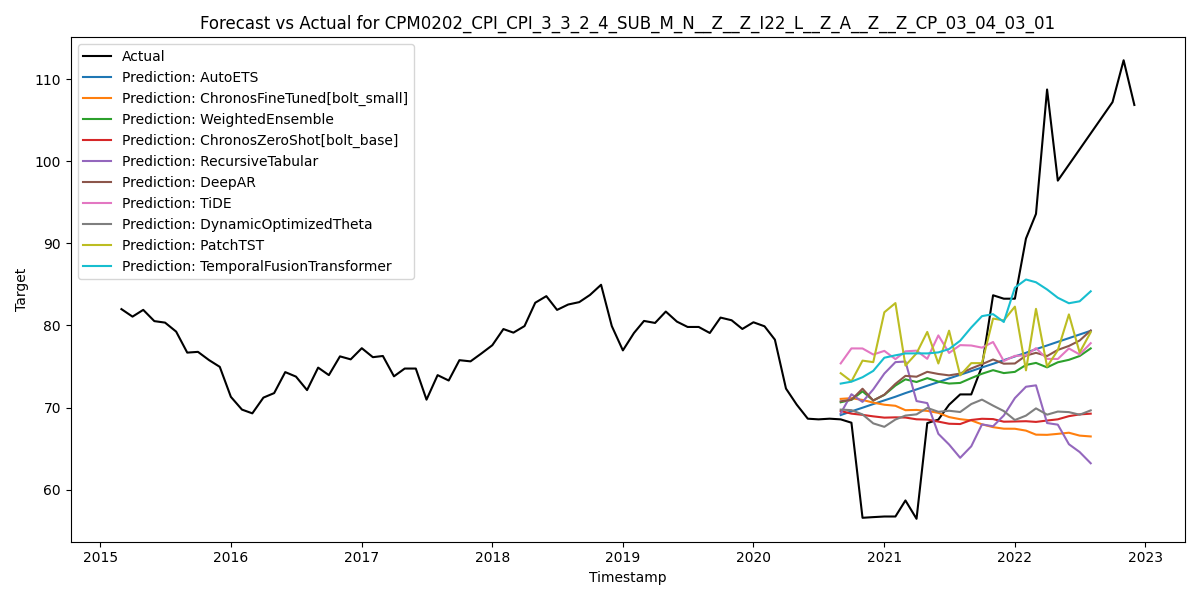 Forecast vs Actual for CPM0202_CPI_CPI_3_3_2_4_SUB_M_N__Z__Z_I22_L__Z_A__Z__Z_CP_03_04_03_01
Actual
Prediction: AutoETS
Prediction: ChronosFineTuned[bolt_small]
Prediction: WeightedEnsemble
Prediction: ChronosZeroShot[bolt_base]
Prediction: RecursiveTabular
Prediction: DeepAR
Prediction: TiDE
Prediction: DynamicOptimizedTheta
Prediction: PatchTST
Prediction: TemporalFusionTransformer
Target
110
100
90
80
70
60
2015 2016 2017 2018 2019 2020 2021 2022 2023
Timestamp